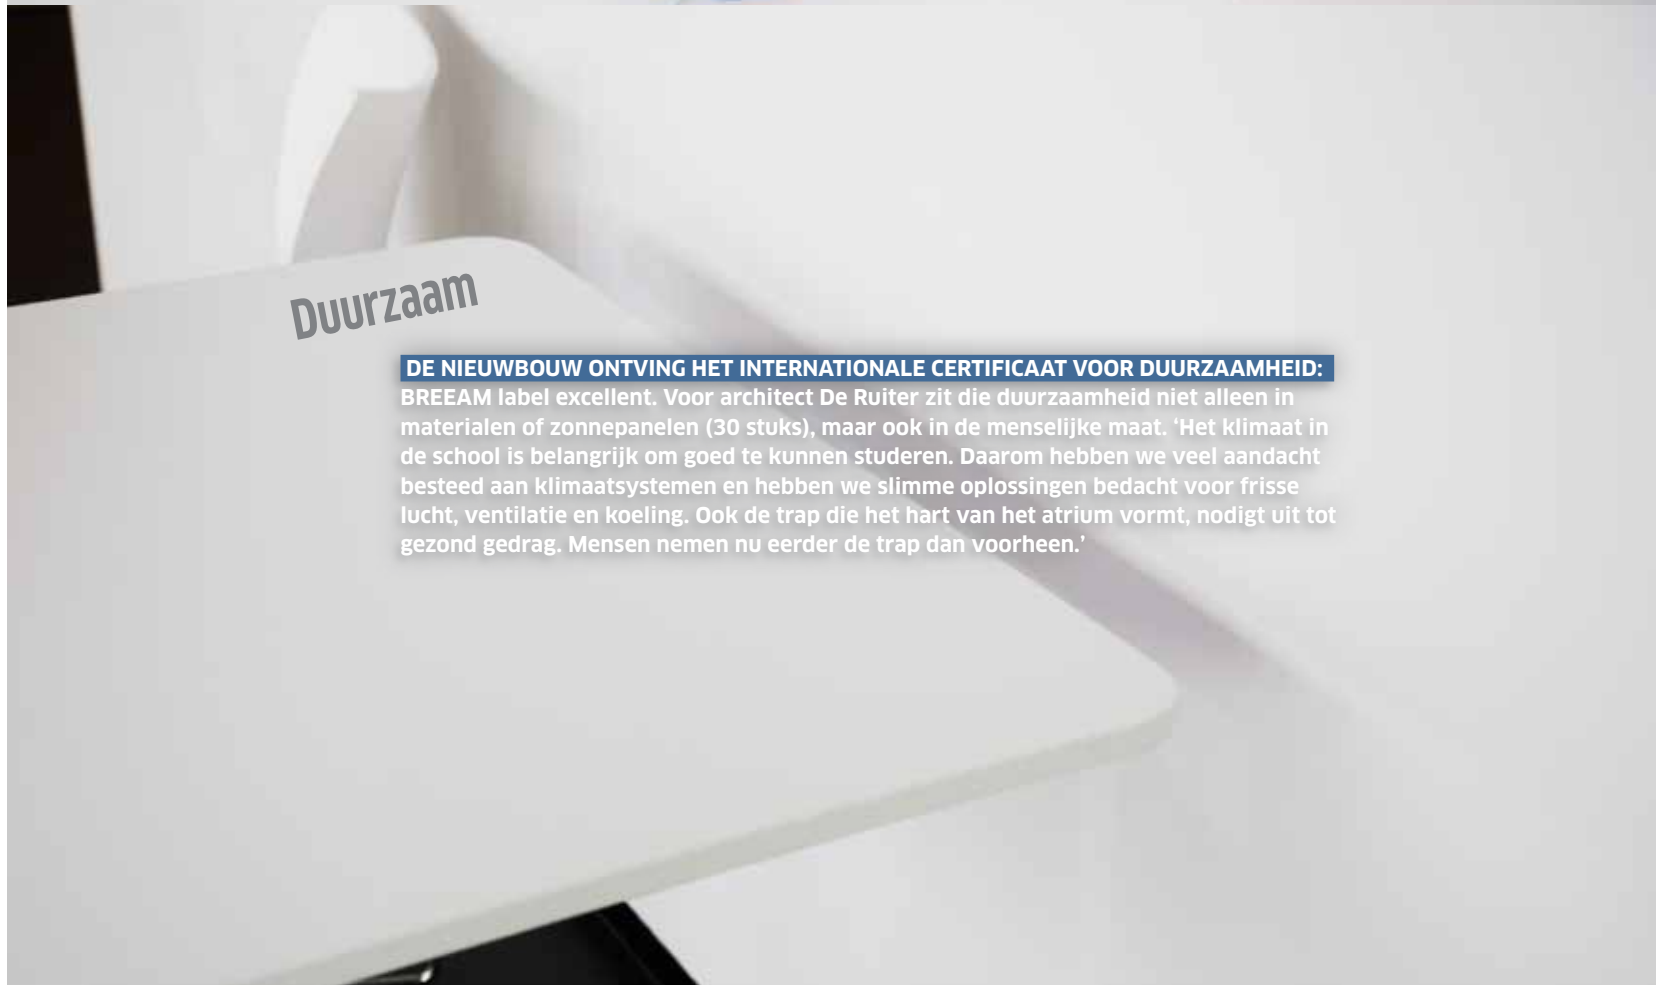 Duurzaam
DE NIEUWBOUW ONTVING HET INTERNATIONALE CERTIFICAAT VOOR DUURZAAMHEID:
BREEAM label excellent. Voor architect De Ruiter zit die duurzaamheid niet alleen in
materialen of zonnepanelen (30 stuks), maar ook in de menselijke maat. ‘Het klimaat in
de school is belangrijk om goed te kunnen studeren. Daarom hebben we veel aandacht
besteed aan klimaatsystemen en hebben we slimme oplossingen bedacht voor frisse
lucht, ventilatie en koeling. Ook de trap die het hart van het atrium vormt, nodigt uit tot
gezond gedrag. Mensen nemen nu eerder de trap dan voorheen.’